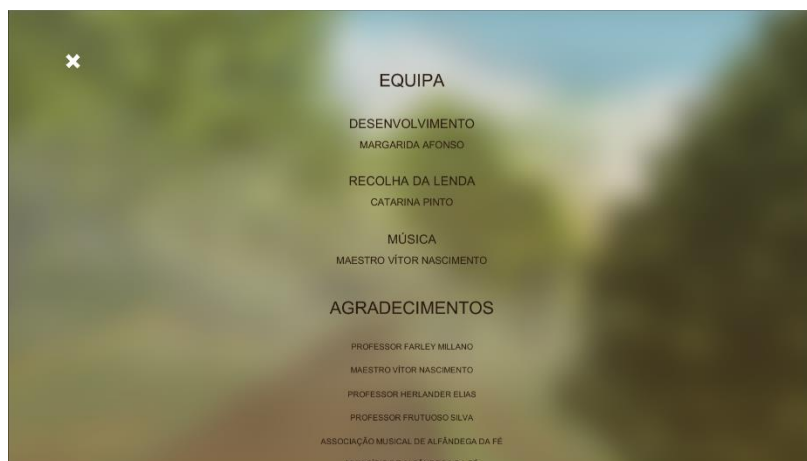 EQUIPA
DESENVOLVIMENTO
MARGARIDA AFONSO
RECOLHA DA LENDA
CATARINA PINTO
MÚSICA
MAESTRO VÍTOR NASCIMENTO
AGRADECIMENTOS
PROFESSOR FARLEY MILLANO
MAESTRO VÍTOR NASCIMENTO
PROFESSOR HERLANDER ELIAS
PROFESSOR FRUTUOSO SILVA
ASSOCIAÇÃO MUSICAL DE ALFÂNDEGA DA FÉ